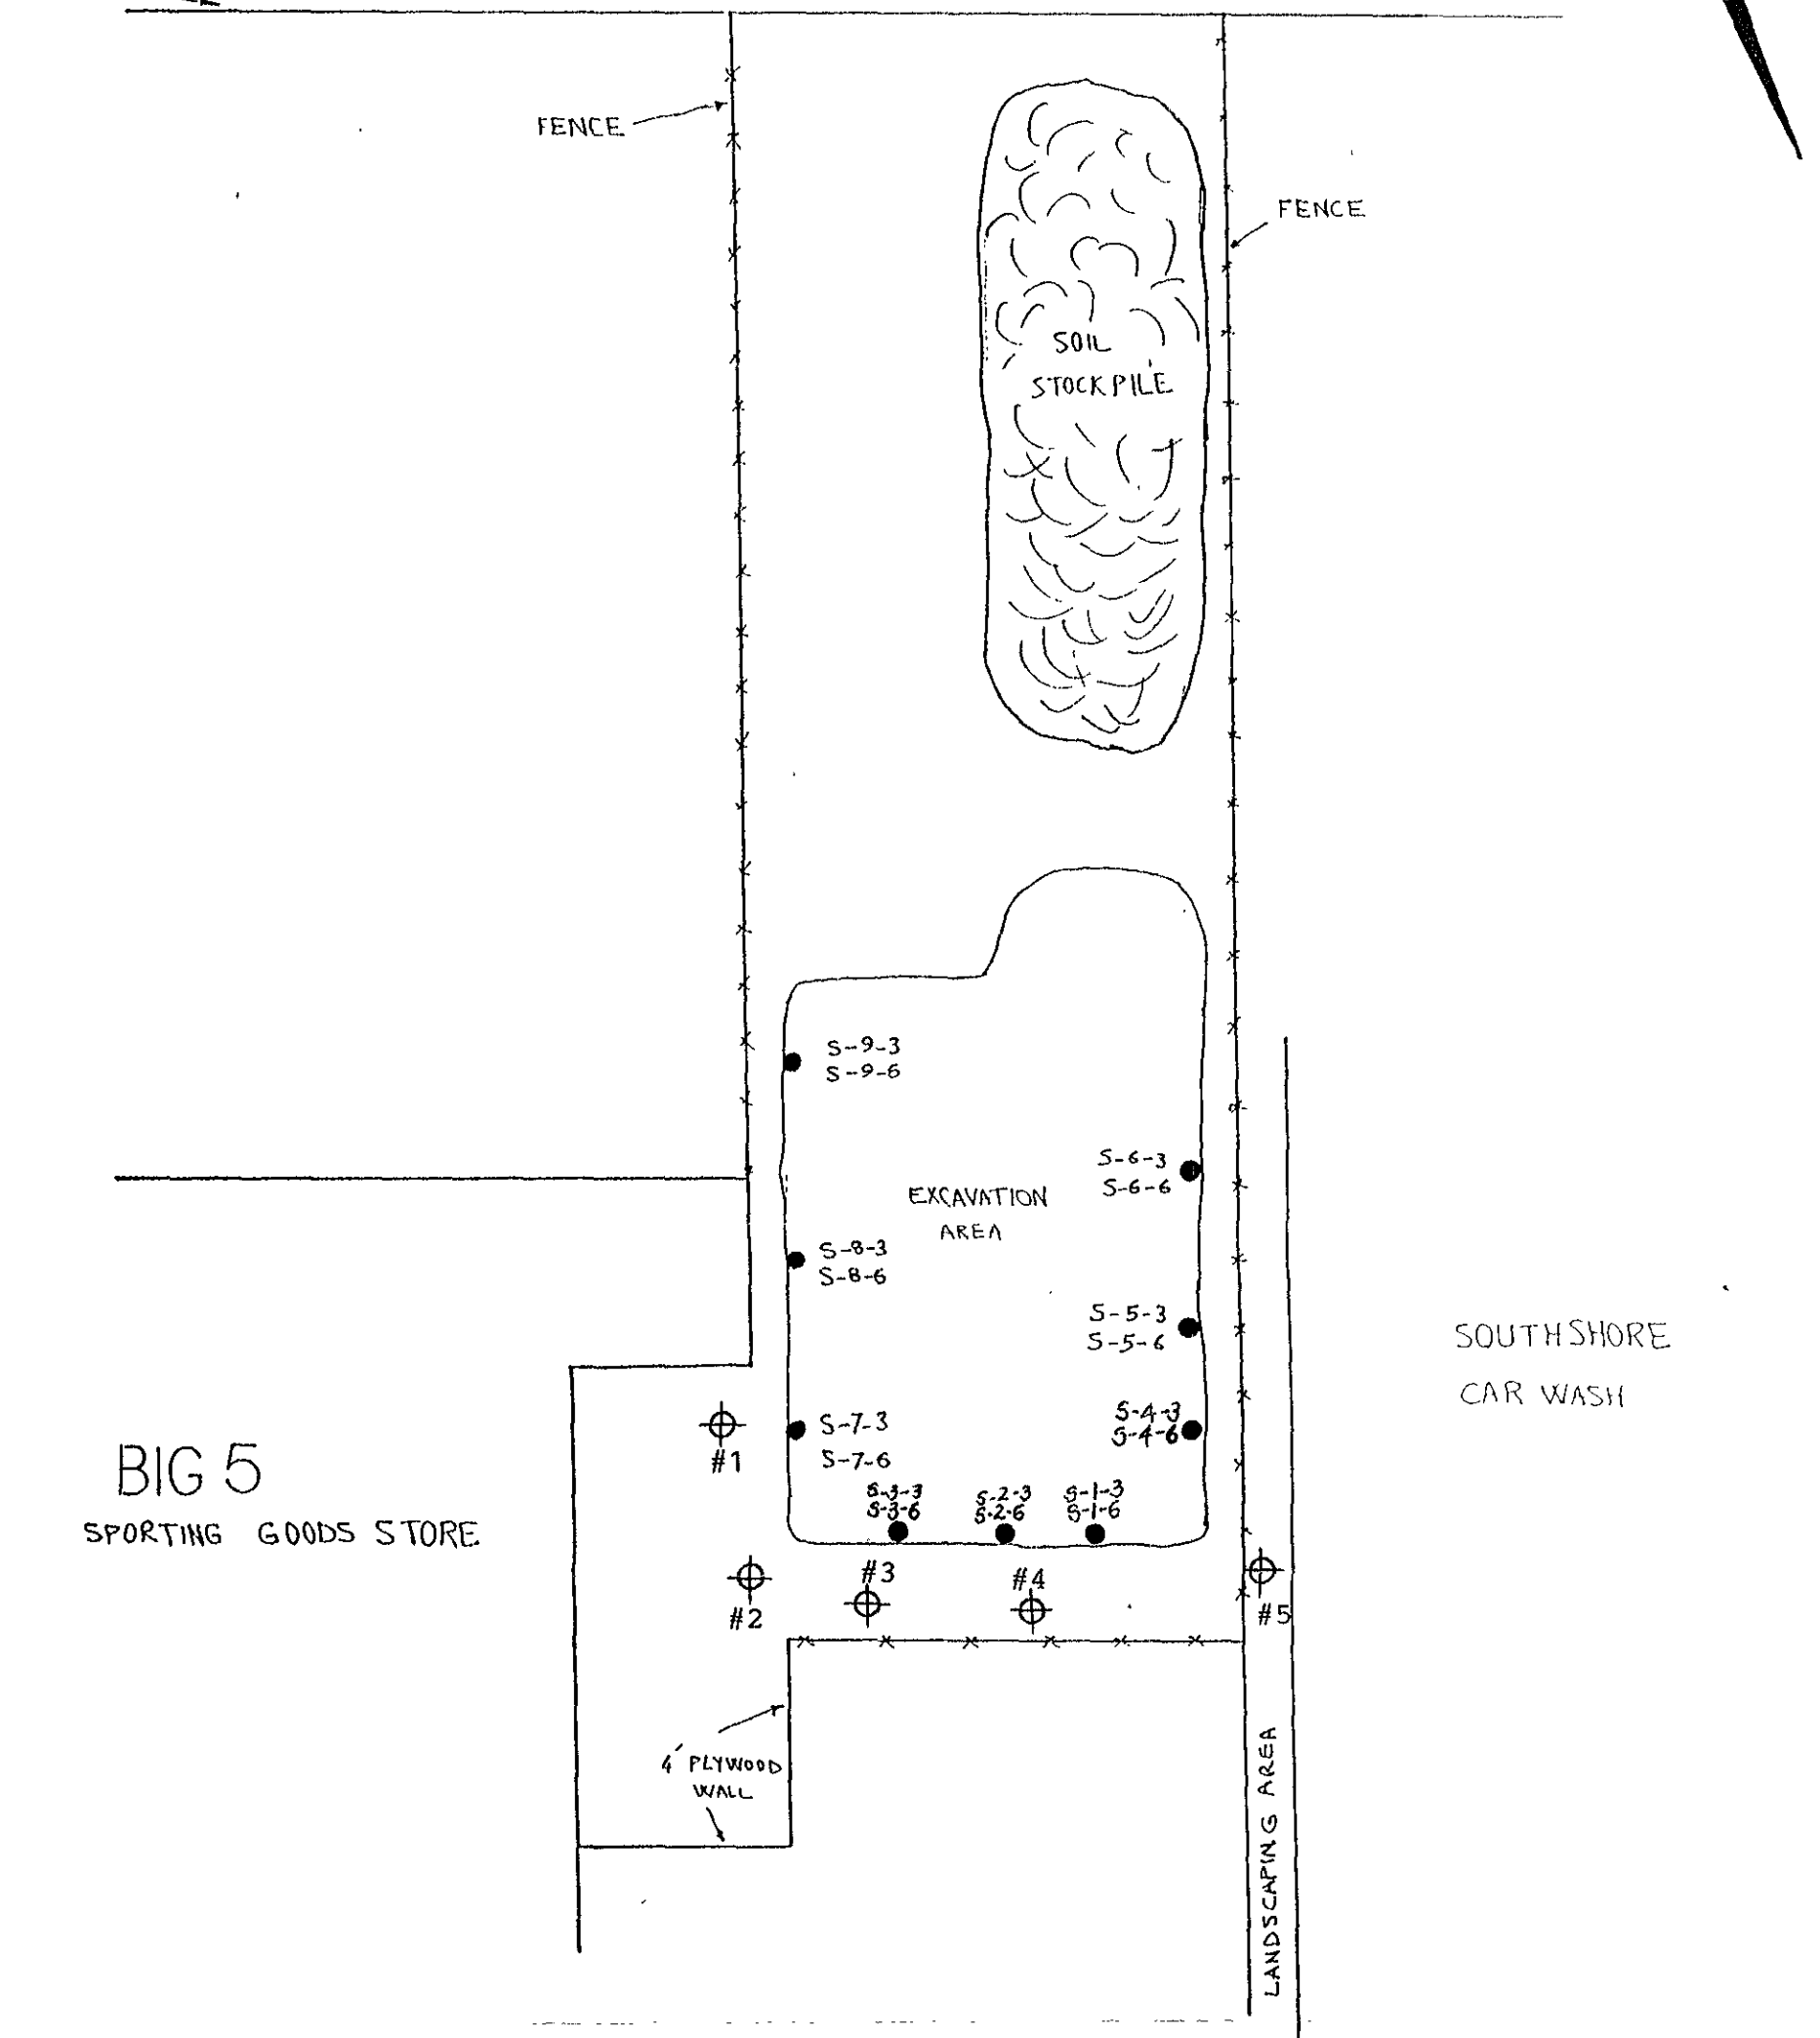 FENCE
FENCE
SOIL
STOCKPILE
S-9-3
S-9-6
S-6-3
S-6-6
EXCAVATION
AREA
S-8-3
S-8-6
S-5-3
S-5-6
SOUTHSHORE
CAR WASH
S-4-3
S-4-6
S-7-3
S-7-6
#1
BIG 5
SPORTING GOODS STORE
S-3-3
S-3-6
S-2-3
S-2-6
S-1-3
S-1-6
#3
#4
#2
#5
4' PLYWOOD
WALL
LANDSCAPING AREA